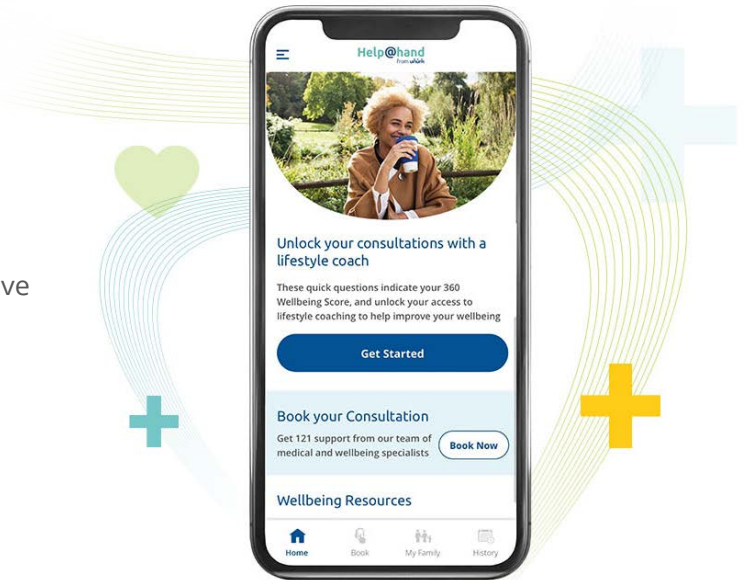 Help@hand
from unum
Unlock your consultations with a
lifestyle coach
These quick questions indicate your 360
Wellbeing Score, and unlock your access to
lifestyle coaching to help improve your wellbeing
Get Started
Book your Consultation
Get 121 support from our team of
medical and wellbeing specialists
Book Now
Wellbeing Resources
Home
Book
My Family
History
ve